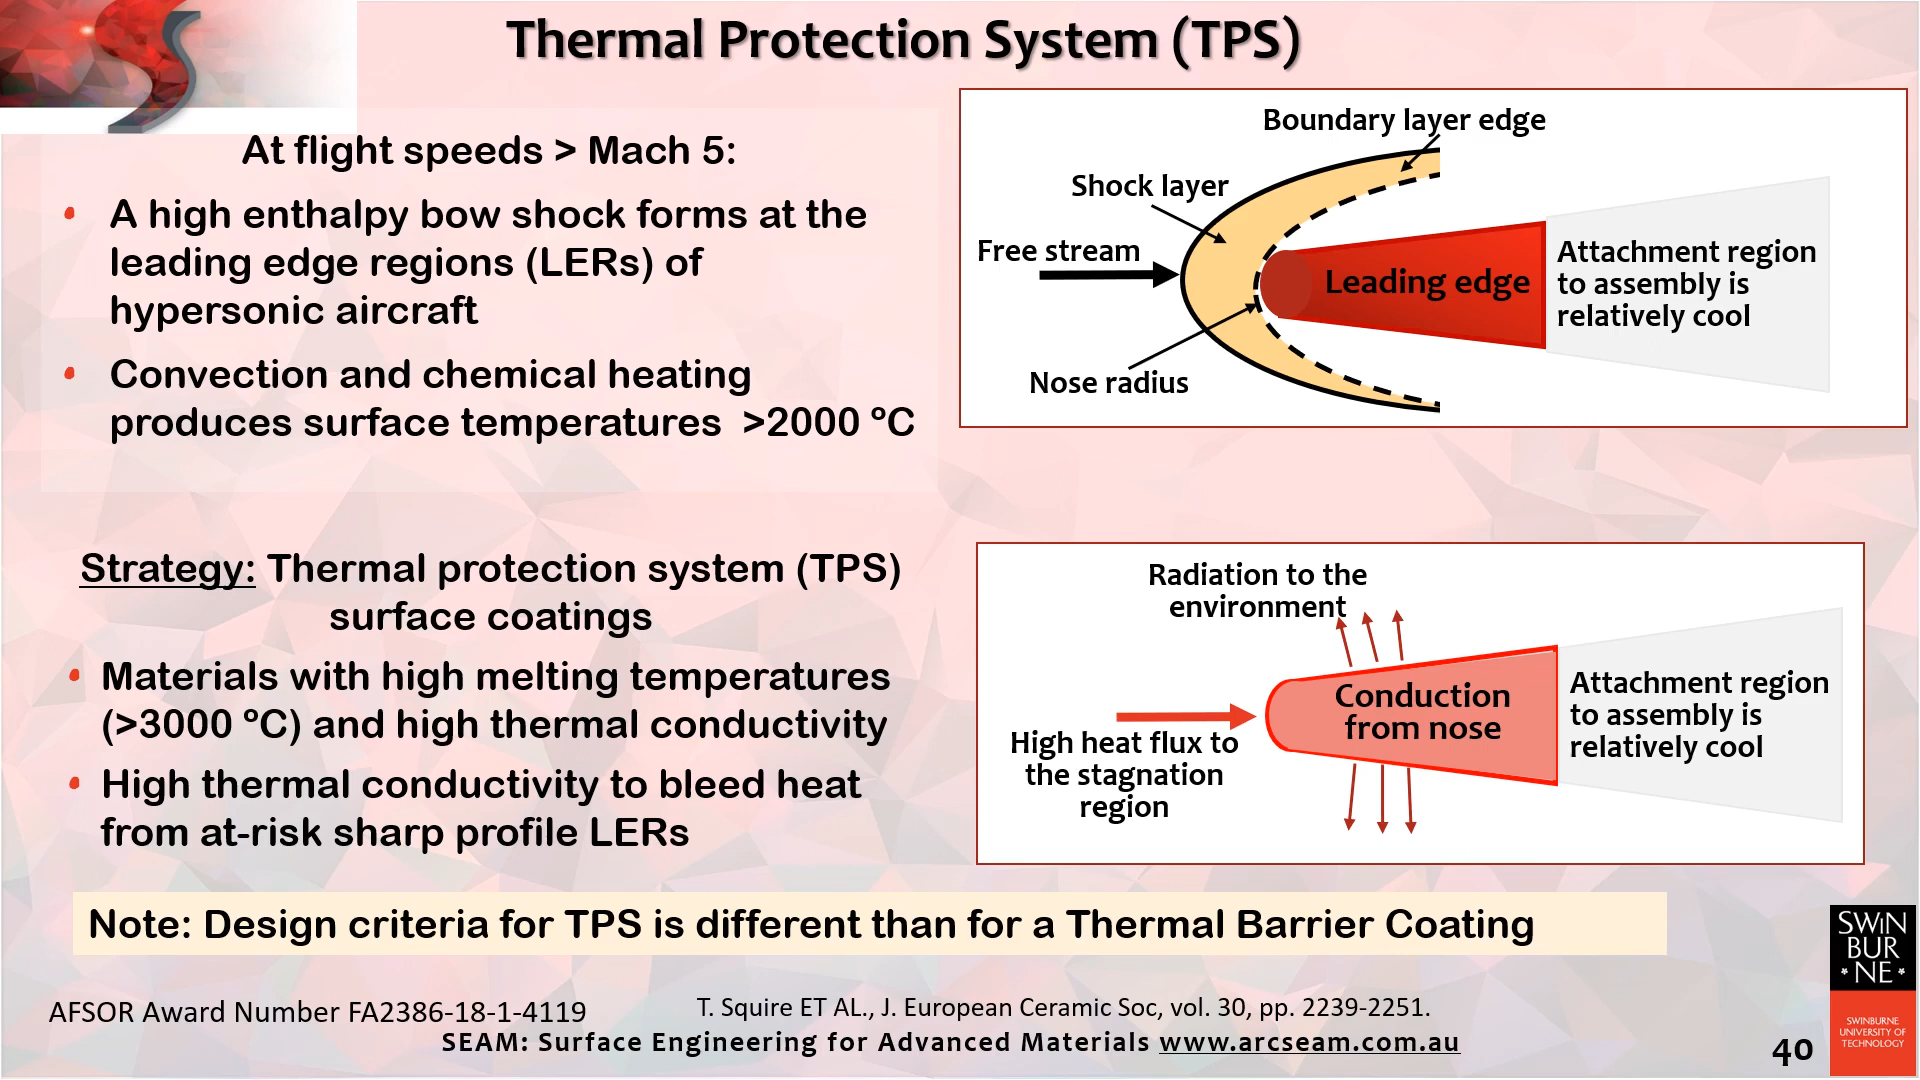 Thermal Protection System (TPS)
At flight speeds > Mach 5:
• A high enthalpy bow shock forms at the
leading edge regions (LERs) of
hypersonic aircraft
• Convection and chemical heating
produces surface temperatures >2000 ºC
Boundary layer edge
Shock layer
Free stream
Nose radius
Leading edge
Attachment region
to assembly is
relatively cool
Strategy: Thermal protection system (TPS)
surface coatings
• Materials with high melting temperatures
(>3000 ºC) and high thermal conductivity
• High thermal conductivity to bleed heat
from at-risk sharp profile LERs
Radiation to the
environment
High heat flux to
the stagnation
region
Conduction
from nose
Attachment region
to assembly is
relatively cool
Note: Design criteria for TPS is different than for a Thermal Barrier Coating
AFSOR Award Number FA2386-18-1-4119
T. Squire ET AL., J. European Ceramic Soc, vol. 30, pp. 2239-2251.
SEAM: Surface Engineering for Advanced Materials www.arcseam.com.au
40
SWiN
BUR
*NE*
SWINBURNE
UNIVERSITY OF
TECHNOLOGY